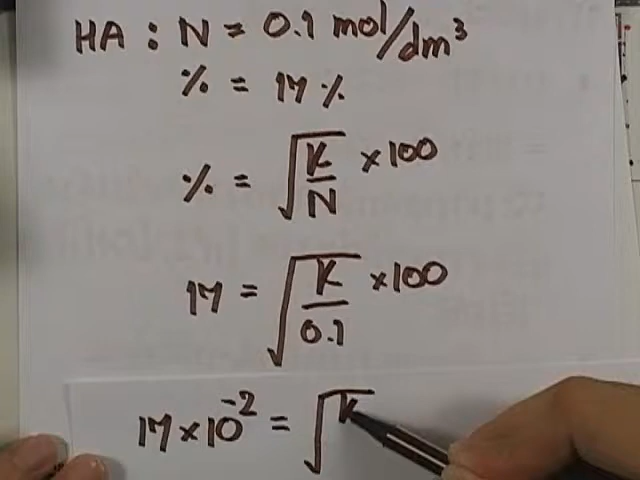 HA : N = 0.1 mol/dm³
% = 17 %
% = √(K/N) × 100
17 = √(K/0.1) × 100
17 × 10⁻² = √K